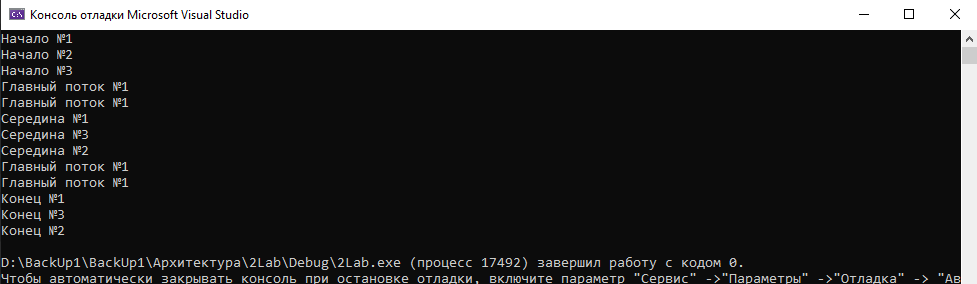 Консоль отладки Microsoft Visual Studio
Начало №1
Начало №2
Начало №3
Главный поток №1
Главный поток №1
Середина №1
Середина №3
Середина №2
Главный поток №1
Главный поток №1
Конец №1
Конец №3
Конец №2
D:\BackUp1\BackUp1\Архитектура\2Lab\Debug\2Lab.exe (процесс 17492) завершил работу с кодом 0.
Чтобы автоматически закрывать консоль при остановке отладки, включите параметр "Сервис" ->"Параметры" ->"Отладка" -> "Ав